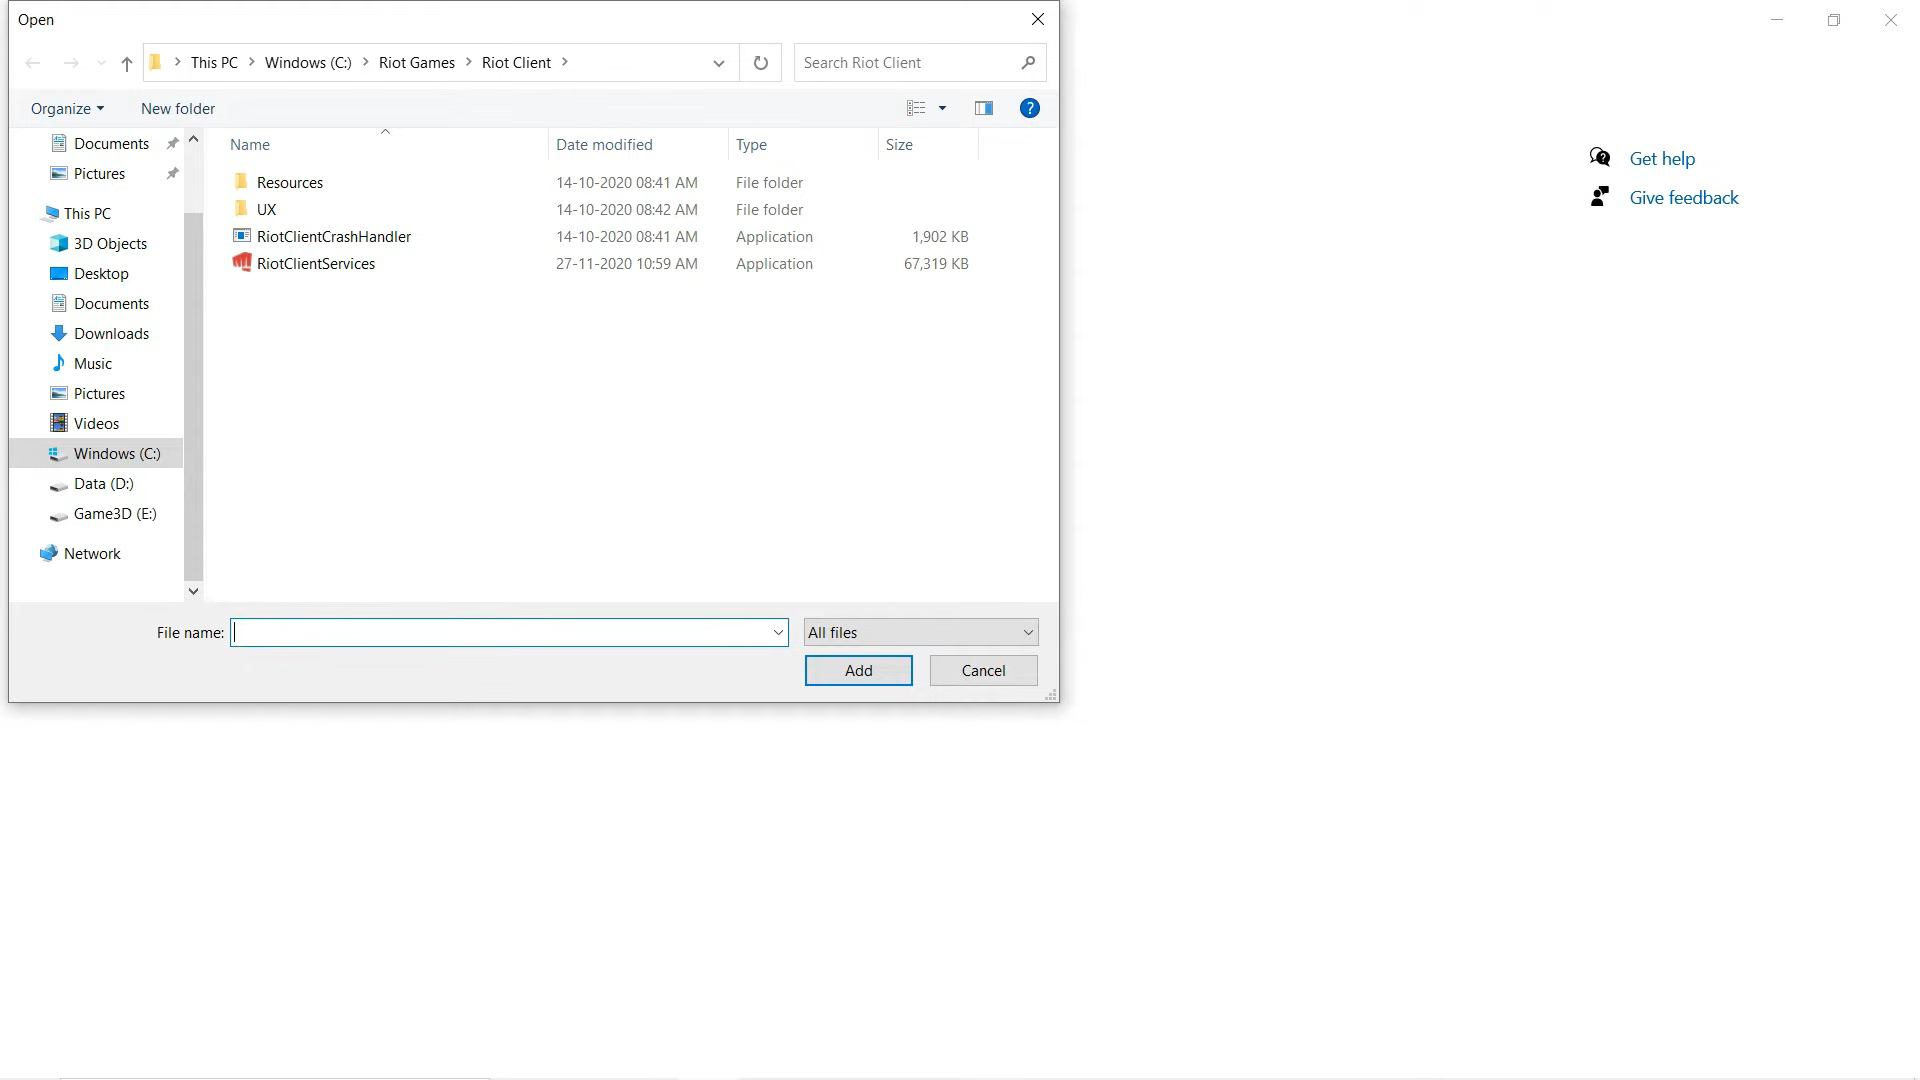 Open
This PC Windows (C:) Riot Games Riot Client
Search Riot Client
Organize New folder
Documents
Pictures
This PC
3D Objects
Desktop
Documents
Downloads
Music
Pictures
Videos
Windows (C:)
Data (D:)
Game3D (E:)
Network
Name Date modified Type Size
Resources 14-10-2020 08:41 AM File folder
UX 14-10-2020 08:42 AM File folder
RiotClientCrashHandler 14-10-2020 08:41 AM Application 1,902 KB
RiotClientServices 27-11-2020 10:59 AM Application 67,319 KB
File name: All files
Add Cancel
Get help
Give feedback